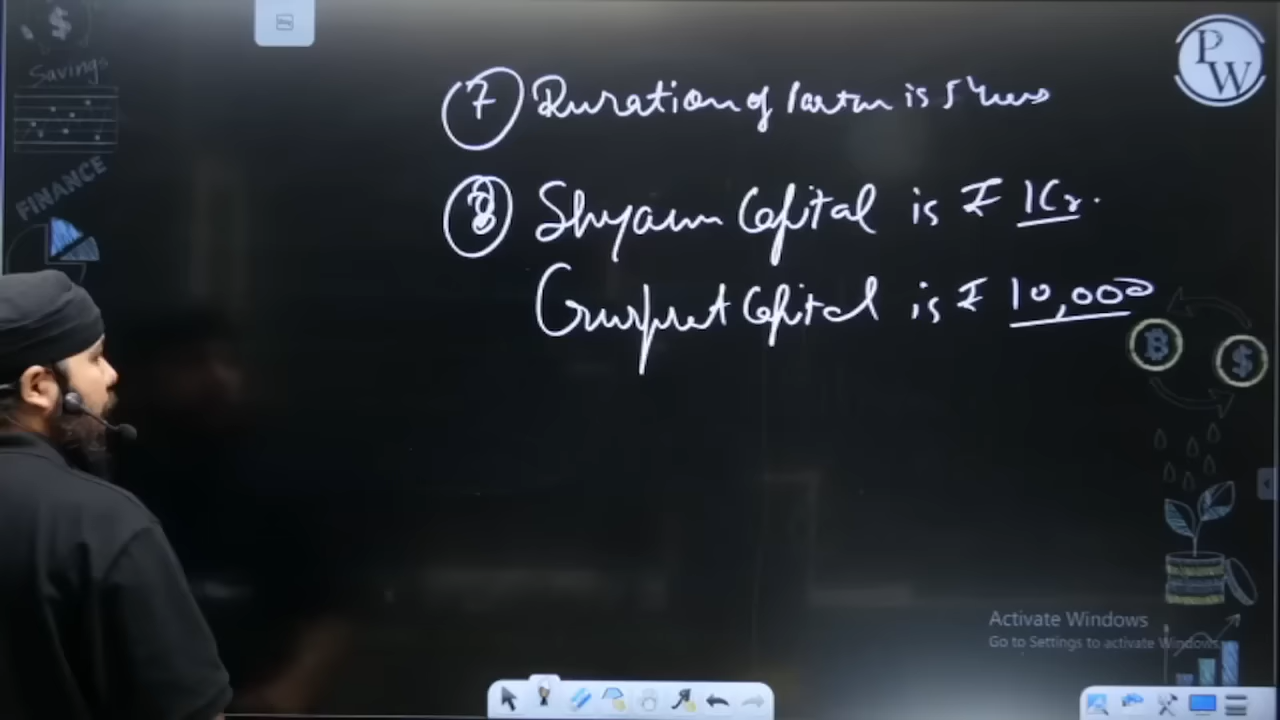 Savings
FINANCE
PW
⑦ Duration of Partn is 5 years
⑧ Shyam Capital is ₹ 1Cr.
Gurpreet Capital is ₹ 10,000
Activate Windows
Go to Settings to activate Windows.